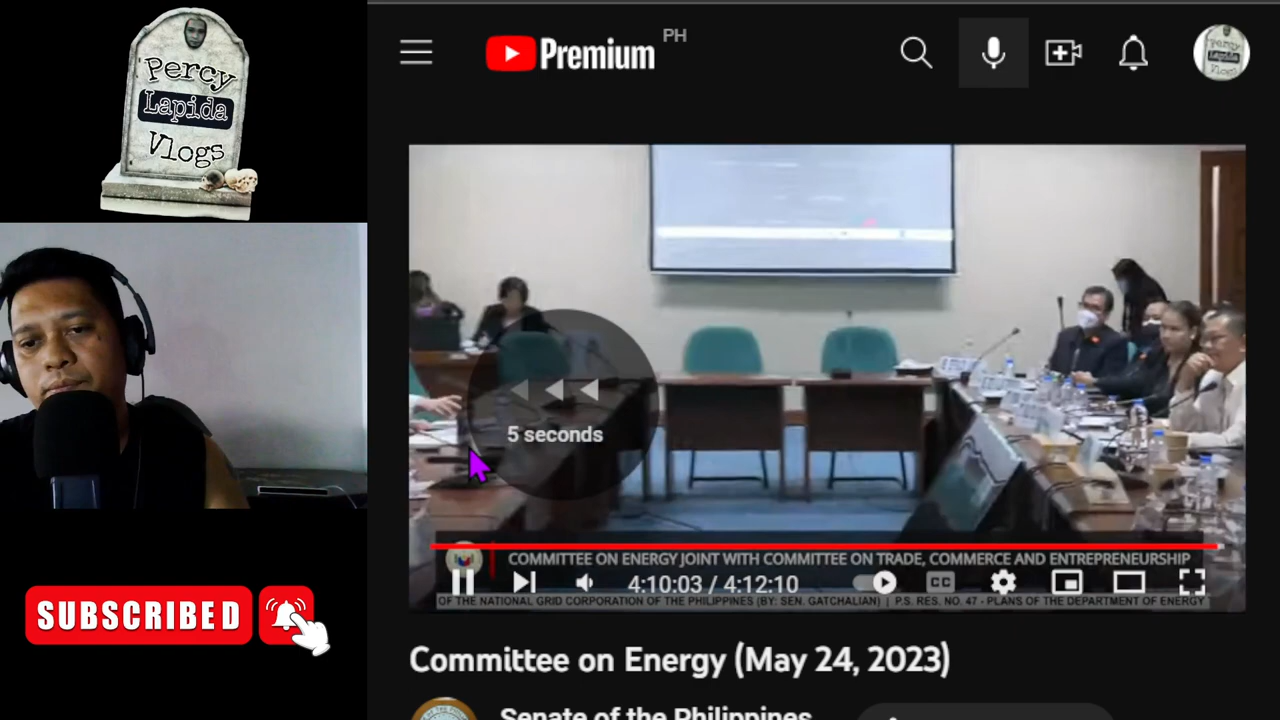 Percy
Lapida
Vlogs
SUBSCRIBED
Premium
PH
5 seconds
COMMITTEE ON ENERGY JOINT WITH COMMITTEE ON TRADE, COMMERCE AND ENTREPRENEURSHIP
4:10:03 / 4:12:10
CC
OF THE NATIONAL GRID CORPORATION OF THE PHILIPPINES (BY: SEN. GATCHALIAN) | P.S. RES. NO. 47 - PLANS OF THE DEPARTMENT OF ENERGY
Committee on Energy (May 24, 2023)
Senate of the Philippines